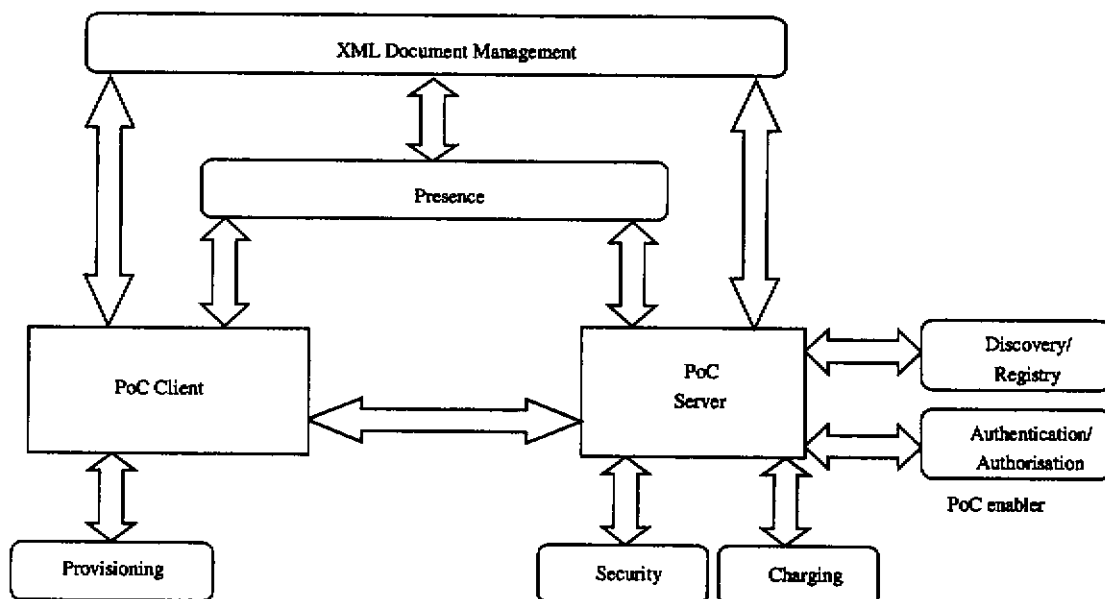 XML Document Management
Presence
PoC Client
PoC
Server
Discovery/
Registry
Authentication/
Authorisation
PoC enabler
Provisioning
Security
Charging